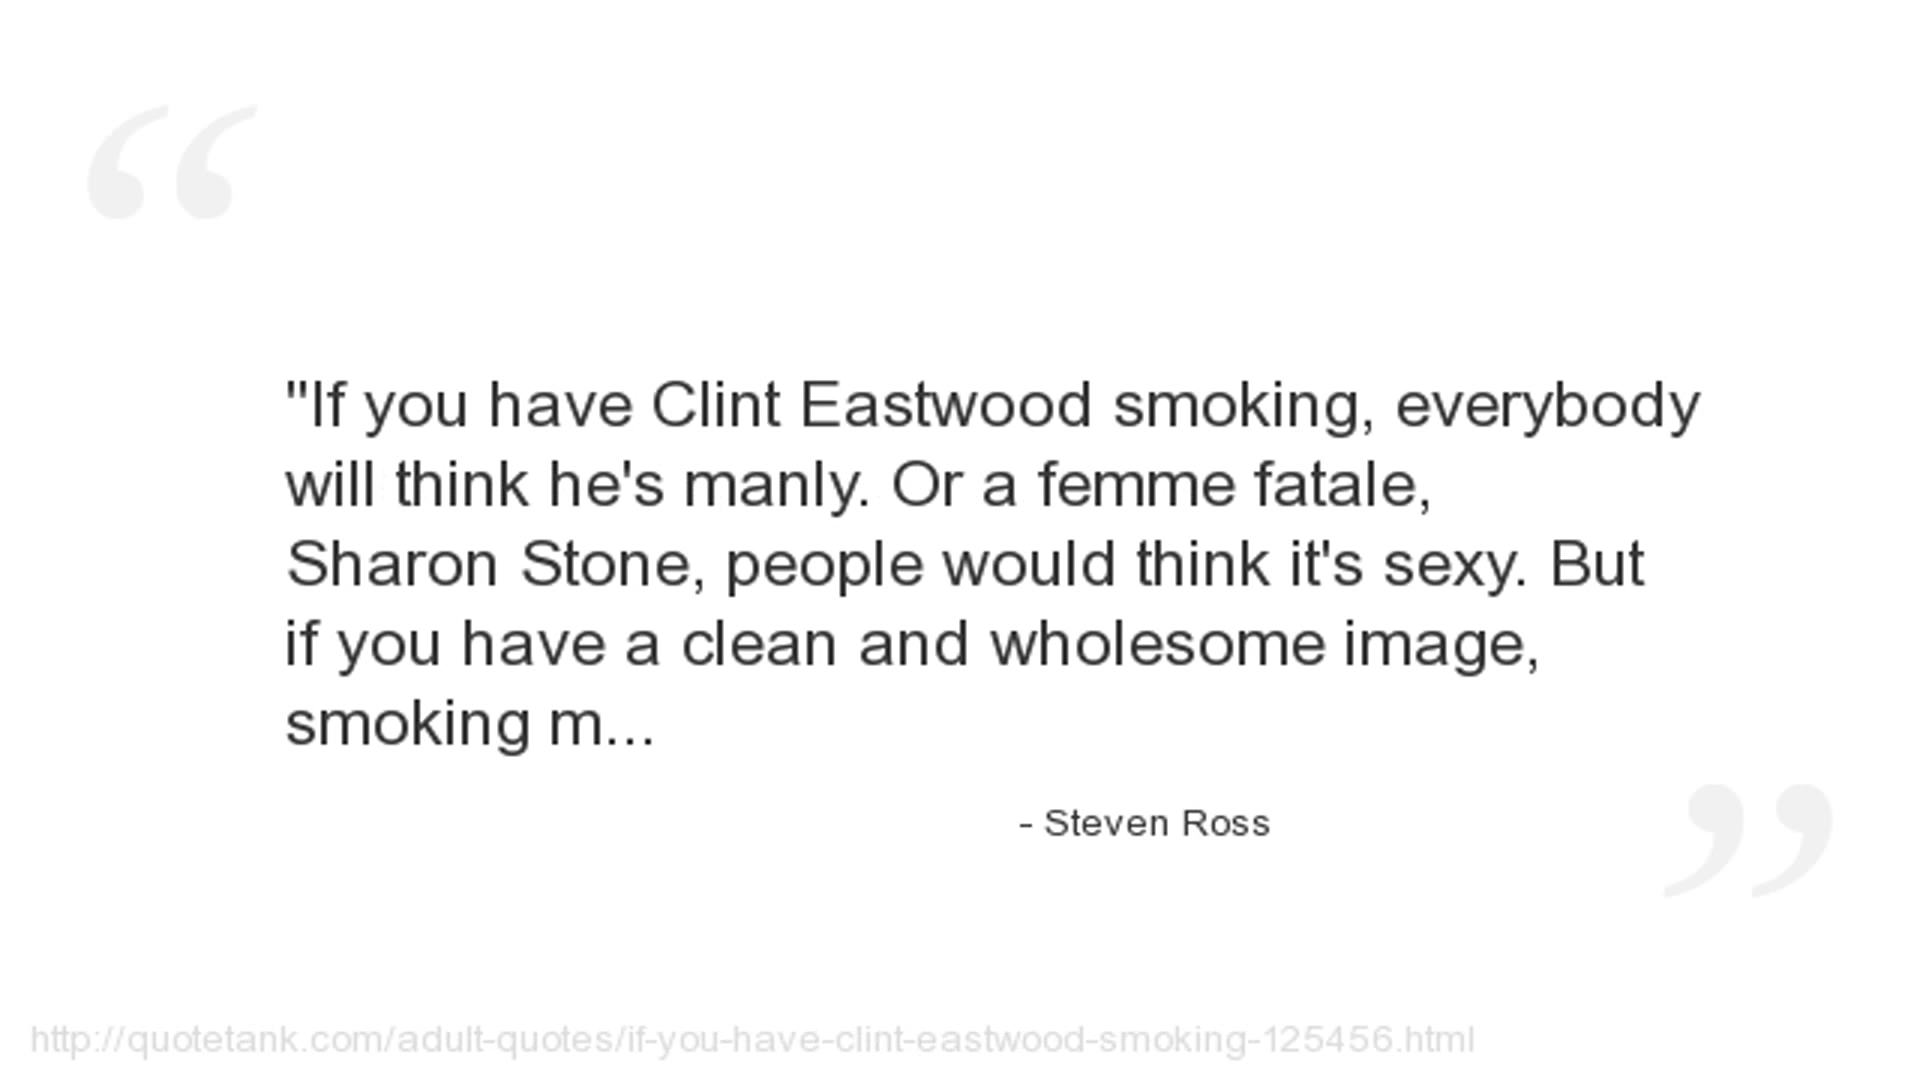 "If you have Clint Eastwood smoking, everybody
will think he's manly. Or a femme fatale,
Sharon Stone, people would think it's sexy. But
if you have a clean and wholesome image,
smoking m...
- Steven Ross
http://quotetank.com/adult-quotes/if-you-have-clint-eastwood-smoking-125456.html